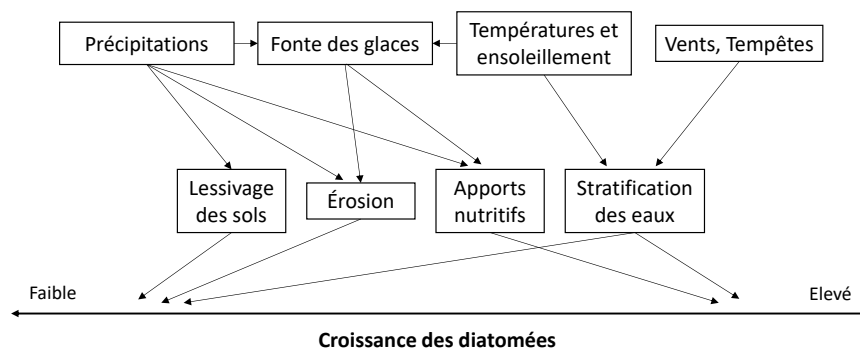 Précipitations
Fonte des glaces
Températures et
ensoleillement
Vents, Tempêtes
Lessivage
des sols
Érosion
Apports
nutritifs
Stratification
des eaux
Faible
Elevé
Croissance des diatomées